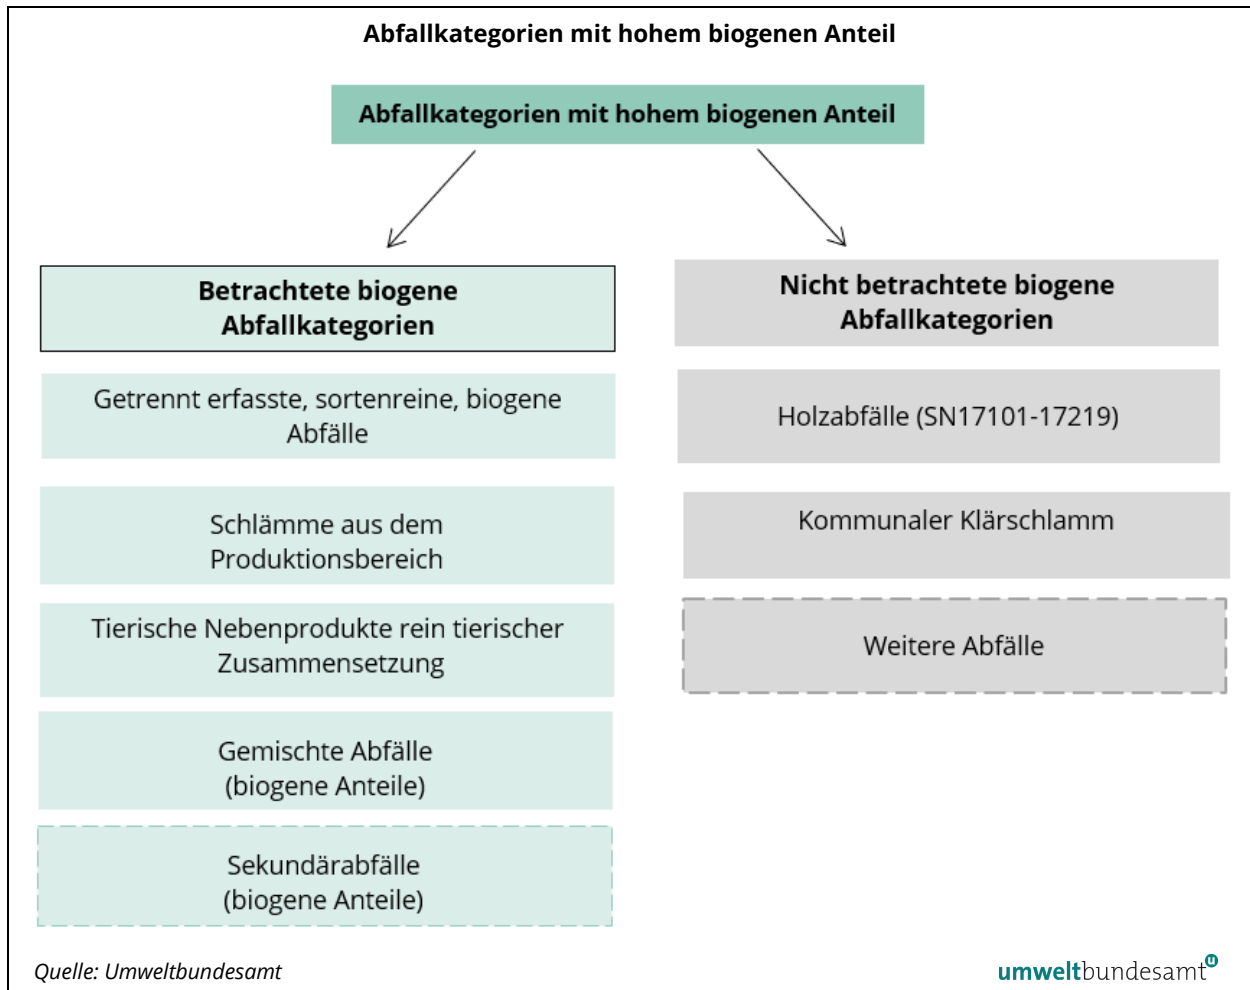 Abfallkategorien mit hohem biogenen Anteil
Abfallkategorien mit hohem biogenen Anteil
Betrachtete biogene
Abfallkategorien
Getrennt erfasste, sortenreine, biogene
Abfälle
Schlämme aus dem
Produktionsbereich
Tierische Nebenprodukte rein tierischer
Zusammensetzung
Gemischte Abfälle
(biogene Anteile)
Sekundärabfälle
(biogene Anteile)
Nicht betrachtete biogene
Abfallkategorien
Holzabfälle (SN17101-17219)
Kommunaler Klärschlamm
Weitere Abfälle
Quelle: Umweltbundesamt
umweltbundesamt u